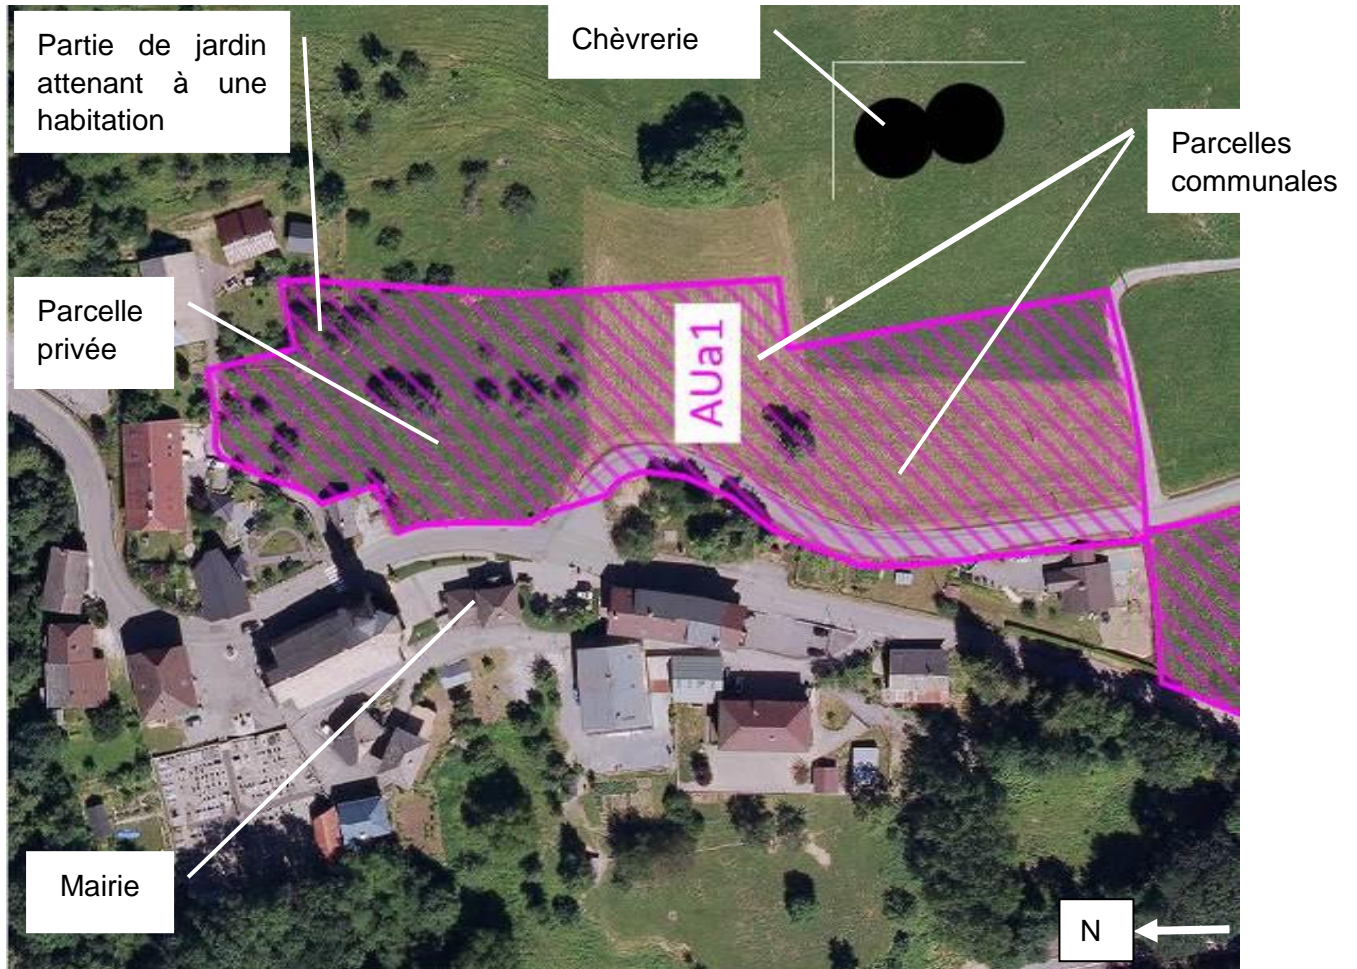 Partie de jardin
attenant à une
habitation
Chèvrerie
Parcelles
communales
Parcelle
privée
AUa1
Mairie
N